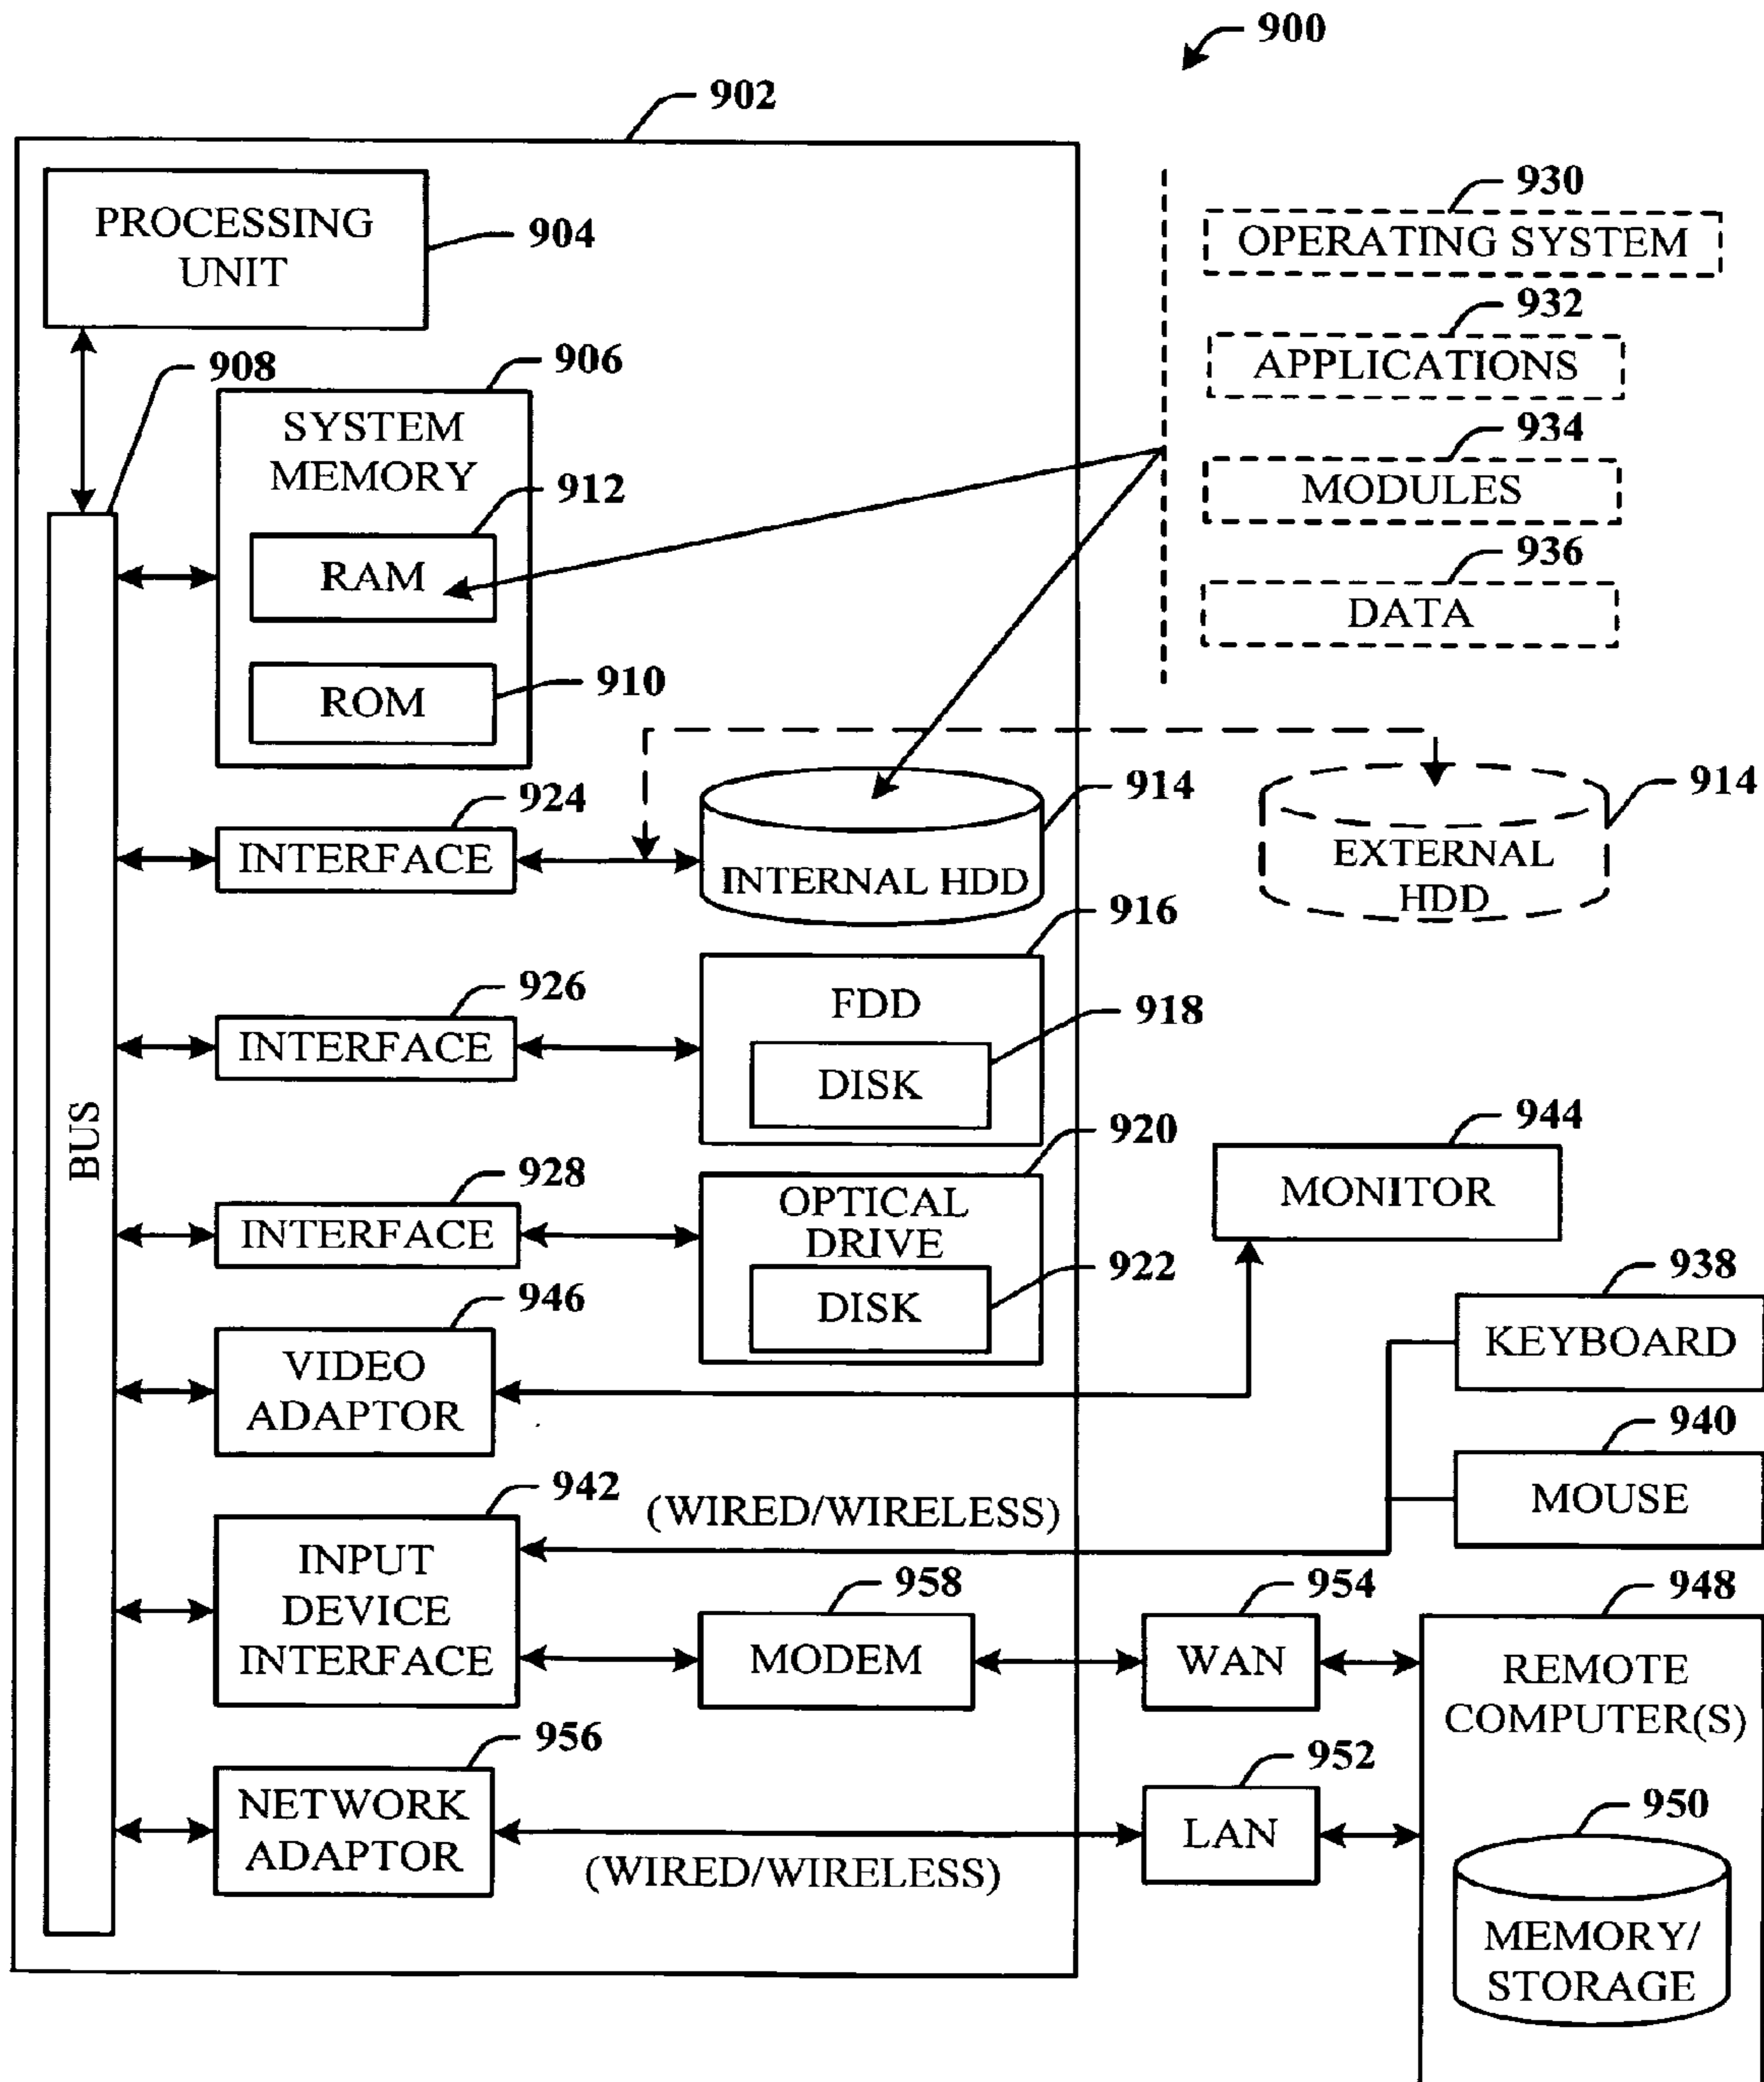 900
902
PROCESSING
UNIT
904
930
OPERATING SYSTEM
932
APPLICATIONS
934
MODULES
936
DATA
908
906
SYSTEM
MEMORY
912
RAM
910
ROM
BUS
924
INTERFACE
914
INTERNAL HDD
914
EXTERNAL
HDD
926
INTERFACE
916
FDD
918
DISK
928
INTERFACE
920
OPTICAL
DRIVE
922
DISK
944
MONITOR
946
VIDEO
ADAPTOR
938
KEYBOARD
940
MOUSE
942
INPUT
DEVICE
INTERFACE
(WIRED/WIRELESS)
958
MODEM
954
WAN
948
REMOTE
COMPUTER(S)
956
NETWORK
ADAPTOR
(WIRED/WIRELESS)
952
LAN
950
MEMORY/
STORAGE